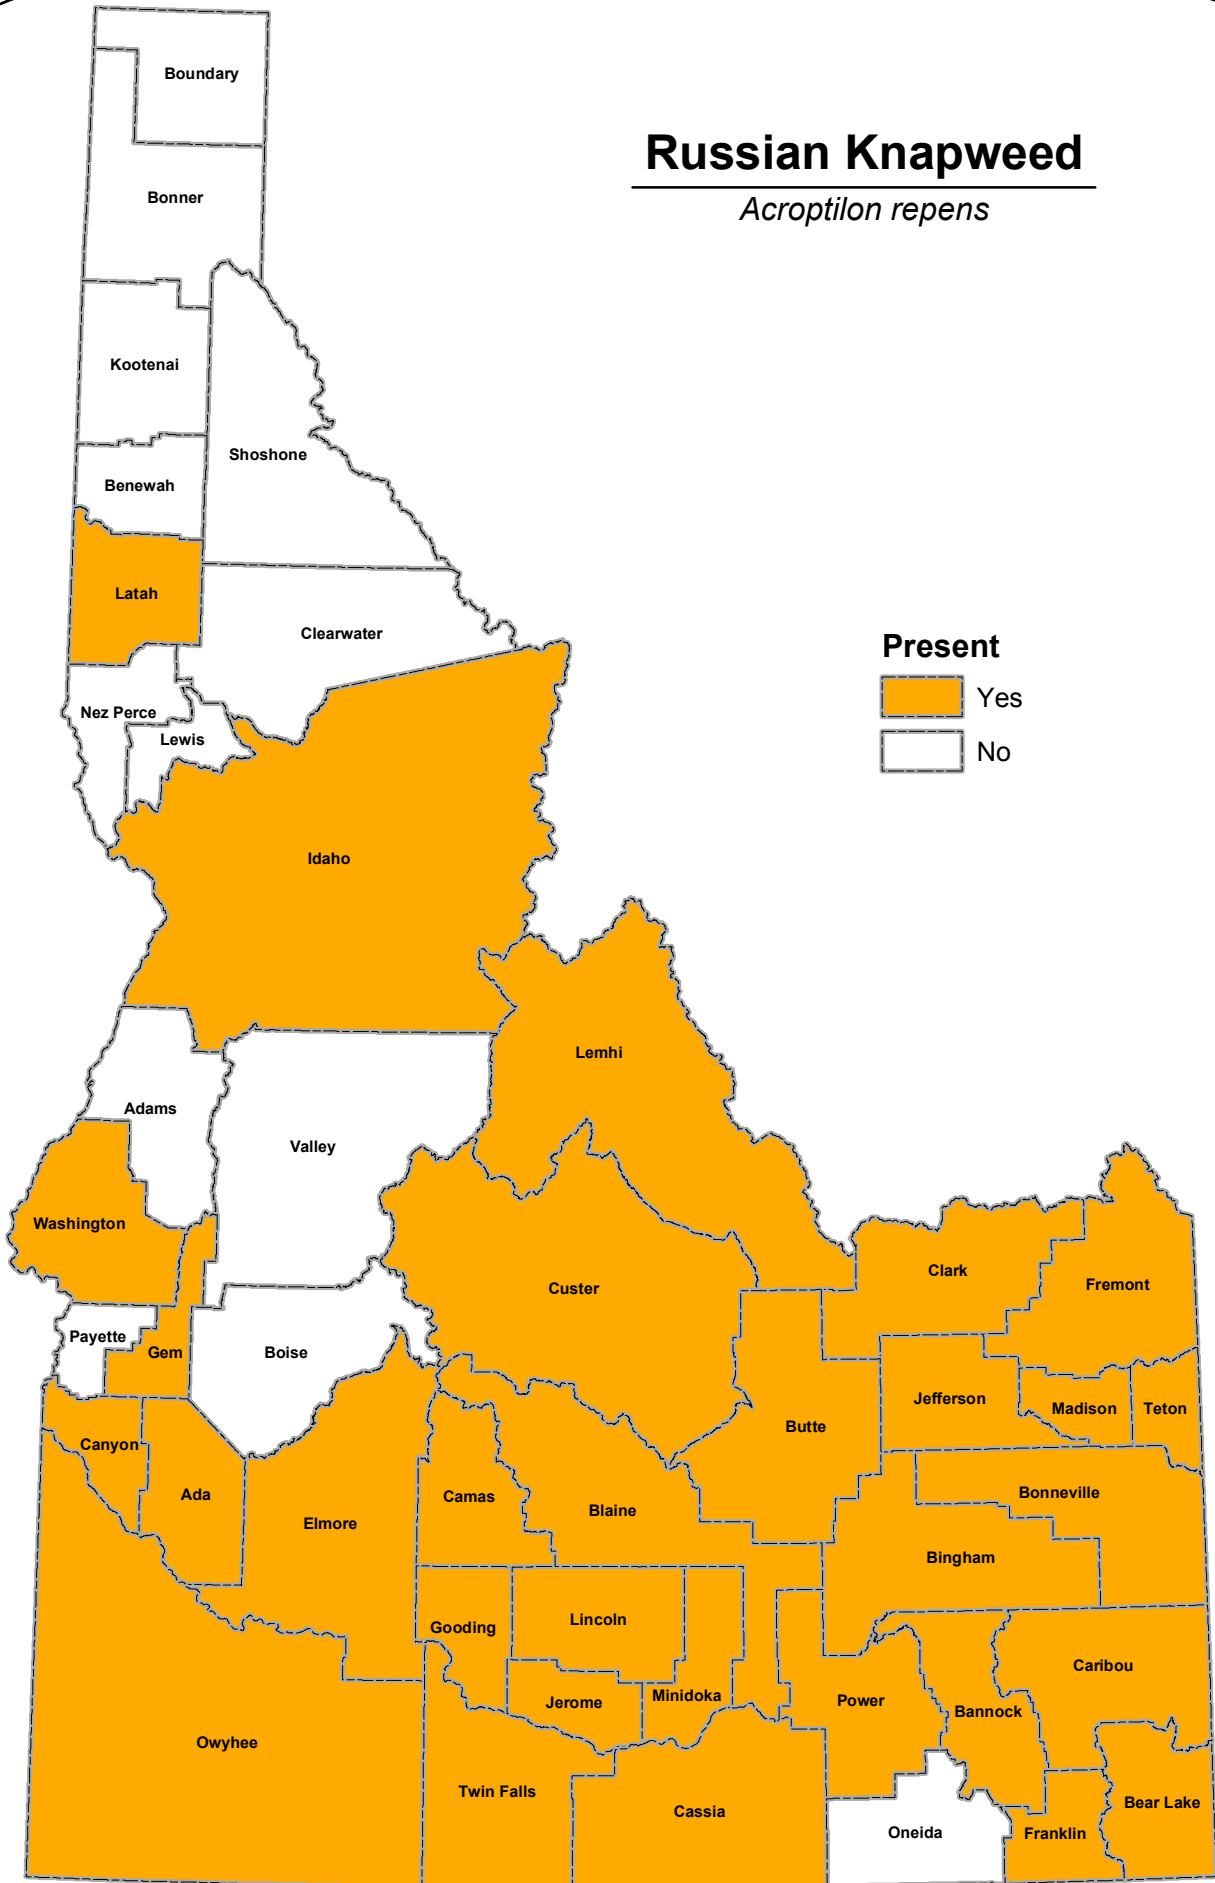 Boundary
Russian Knapweed
Acroptilon repens
Bonner
Kootenai
Shoshone
Benewah
Latah
Clearwater
Present
Yes
No
Nez Perce
Lewis
Idaho
Lemhi
Adams
Valley
Washington
Clark
Fremont
Custer
Payette
Gem
Boise
Jefferson
Madison
Teton
Butte
Canyon
Ada
Camas
Bonneville
Blaine
Elmore
Bingham
Lincoln
Gooding
Caribou
Minidoka
Jerome
Power
Bannock
Owyhee
Twin Falls
Bear Lake
Cassia
Oneida
Franklin